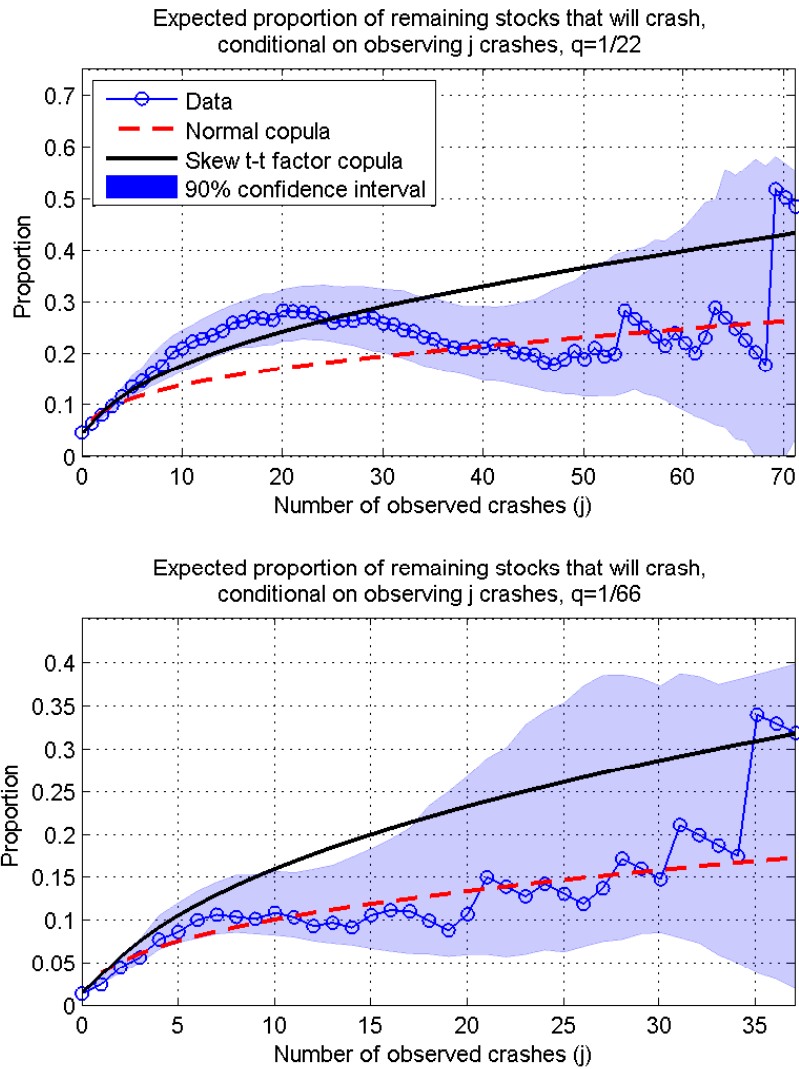 Expected proportion of remaining stocks that will crash,
conditional on observing j crashes, q=1/22
Data
Normal copula
Skew t-t factor copula
90% confidence interval
Proportion
0.7
0.6
0.5
0.4
0.3
0.2
0.1
0
0 10 20 30 40 50 60 70
Number of observed crashes (j)
Expected proportion of remaining stocks that will crash,
conditional on observing j crashes, q=1/66
Proportion
0.4
0.35
0.3
0.25
0.2
0.15
0.1
0.05
0
0 5 10 15 20 25 30 35
Number of observed crashes (j)